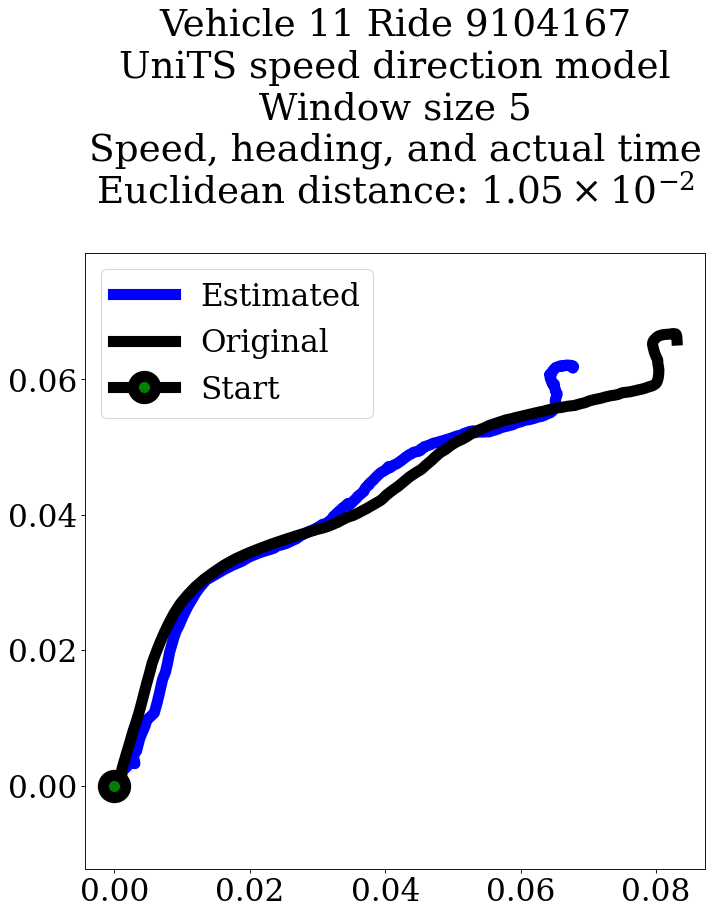 Vehicle 11 Ride 9104167
UniTS speed direction model
Window size 5
Speed, heading, and actual time
Euclidean distance: 1.05 × 10⁻²
Estimated
Original
Start
0.06
0.04
0.02
0.00
0.00 0.02 0.04 0.06 0.08